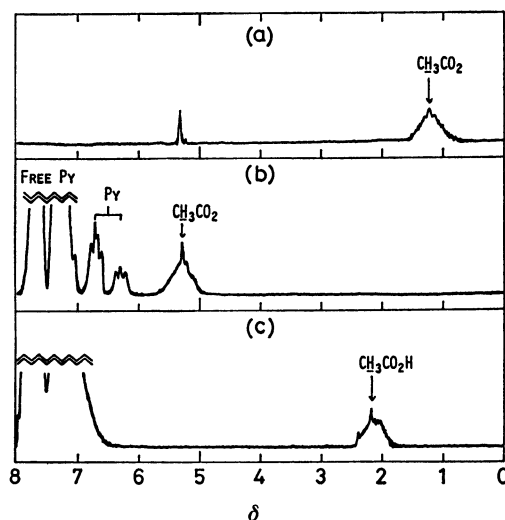 (a)
CH3CO2
(b)
FREE PY
PY
CH3CO2
(c)
CH3CO2H
8 7 6 5 4 3 2 1 0
δ